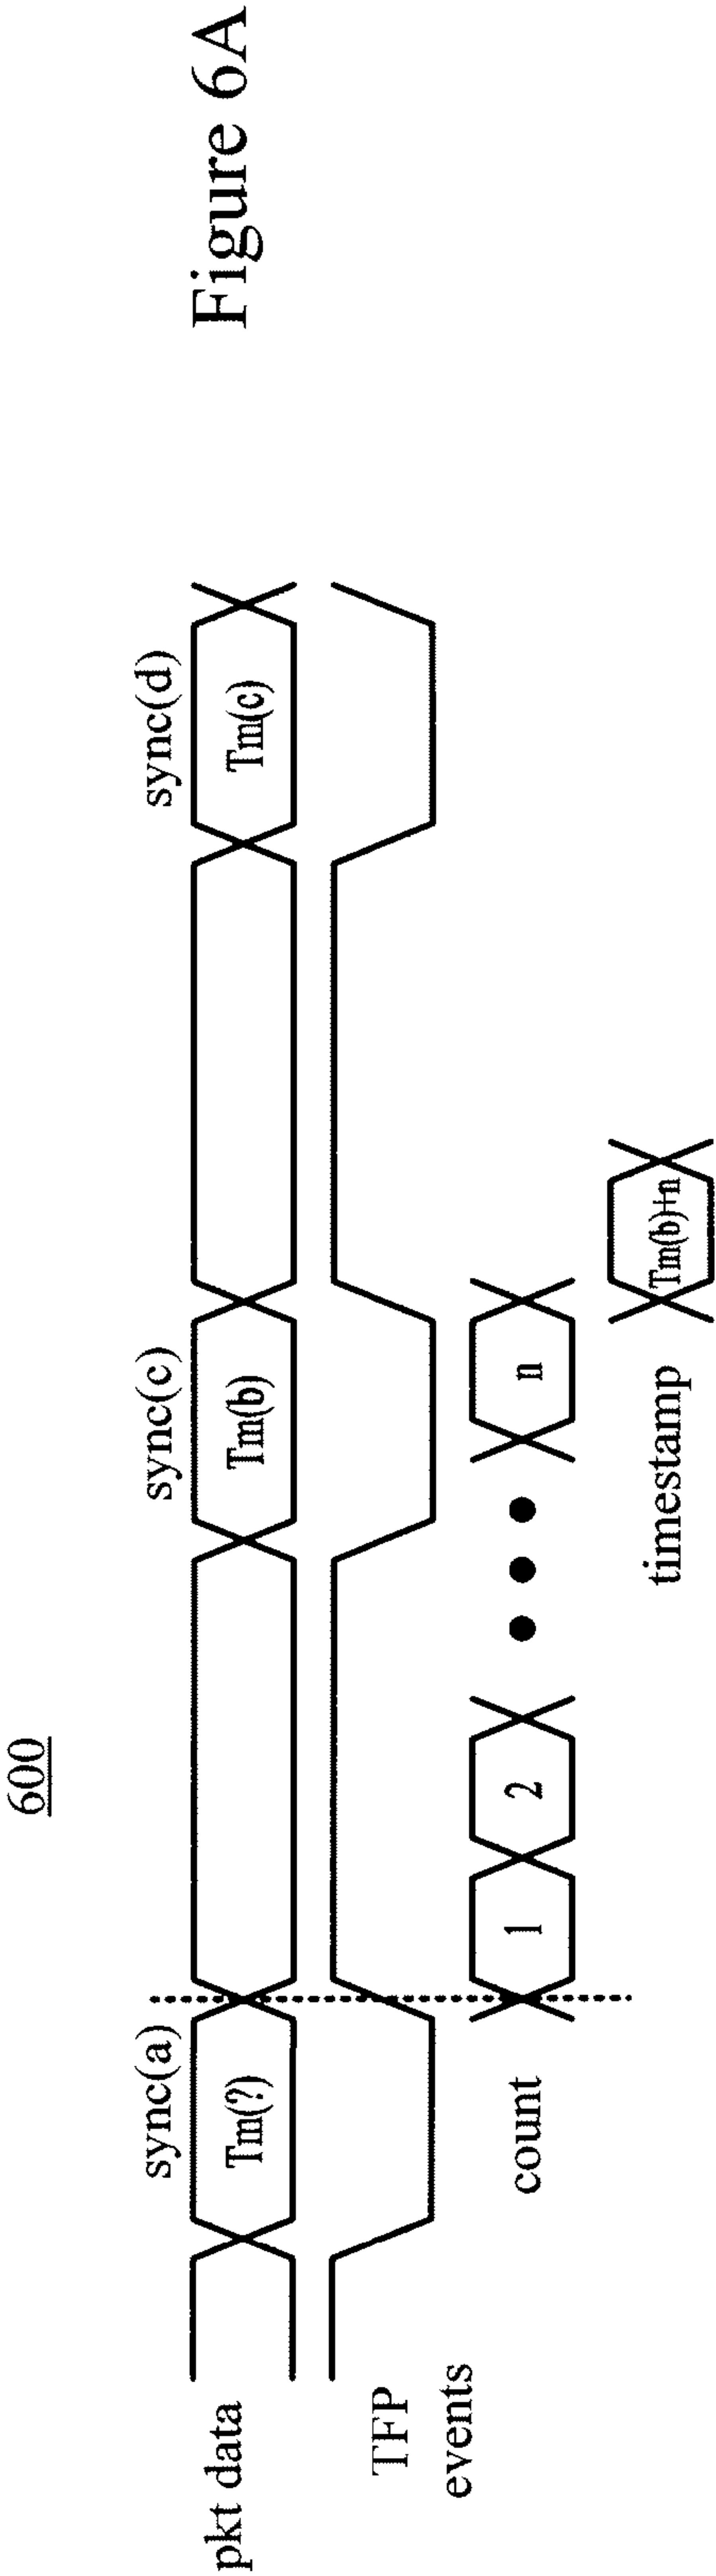 600
sync(a)
sync(c)
sync(d)
pkt data
Tm(?)
Tm(b)
Tm(c)
TFP
events
count
1
2
n
timestamp
Tm(b)+n
Figure 6A